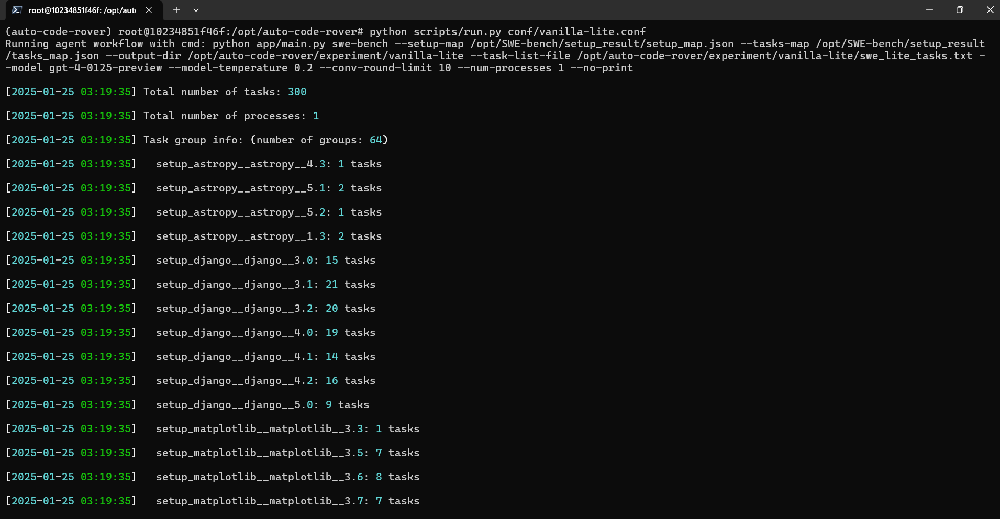 root@10234851f46f: /opt/auto
(auto-code-rover) root@10234851f46f:/opt/auto-code-rover# python scripts/run.py conf/vanilla-lite.conf
Running agent workflow with cmd: python app/main.py swe-bench --setup-map /opt/SWE-bench/setup_result/setup_map.json --tasks-map /opt/SWE-bench/setup_result
/tasks_map.json --output-dir /opt/auto-code-rover/experiment/vanilla-lite --task-list-file /opt/auto-code-rover/experiment/vanilla-lite/swe_lite_tasks.txt -
-model gpt-4-0125-preview --model-temperature 0.2 --conv-round-limit 10 --num-processes 1 --no-print
[2025-01-25 03:19:35] Total number of tasks: 300
[2025-01-25 03:19:35] Total number of processes: 1
[2025-01-25 03:19:35] Task group info: (number of groups: 64)
[2025-01-25 03:19:35]   setup_astropy__astropy__4.3: 1 tasks
[2025-01-25 03:19:35]   setup_astropy__astropy__5.1: 2 tasks
[2025-01-25 03:19:35]   setup_astropy__astropy__5.2: 1 tasks
[2025-01-25 03:19:35]   setup_astropy__astropy__1.3: 2 tasks
[2025-01-25 03:19:35]   setup_django__django__3.0: 15 tasks
[2025-01-25 03:19:35]   setup_django__django__3.1: 21 tasks
[2025-01-25 03:19:35]   setup_django__django__3.2: 20 tasks
[2025-01-25 03:19:35]   setup_django__django__4.0: 19 tasks
[2025-01-25 03:19:35]   setup_django__django__4.1: 14 tasks
[2025-01-25 03:19:35]   setup_django__django__4.2: 16 tasks
[2025-01-25 03:19:35]   setup_django__django__5.0: 9 tasks
[2025-01-25 03:19:35]   setup_matplotlib__matplotlib__3.3: 1 tasks
[2025-01-25 03:19:35]   setup_matplotlib__matplotlib__3.5: 7 tasks
[2025-01-25 03:19:35]   setup_matplotlib__matplotlib__3.6: 8 tasks
[2025-01-25 03:19:35]   setup_matplotlib__matplotlib__3.7: 7 tasks